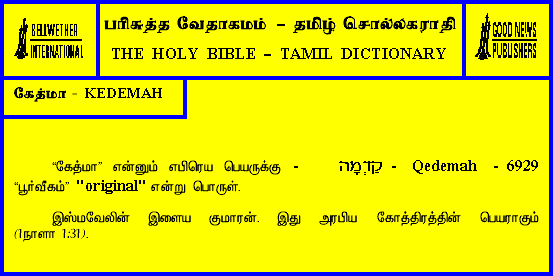 BELLWETHER
INTERNATIONAL
பரிசுத்த வேதாகமம் – தமிழ் சொல்லகராதி
THE HOLY BIBLE – TAMIL DICTIONARY
GOOD NEWS
PUBLISHERS
கேத்மா - KEDEMAH
“கேத்மா” என்னும் எபிரெய பெயருக்கு - קֵדְמָה - Qedemah - 6929
“பூர்வீகம்” "original" என்று பொருள்.
இஸ்மவேலின் இளைய குமாரன். இது அரபிய கோத்திரத்தின் பெயராகும்
(1நாளா 1:31).